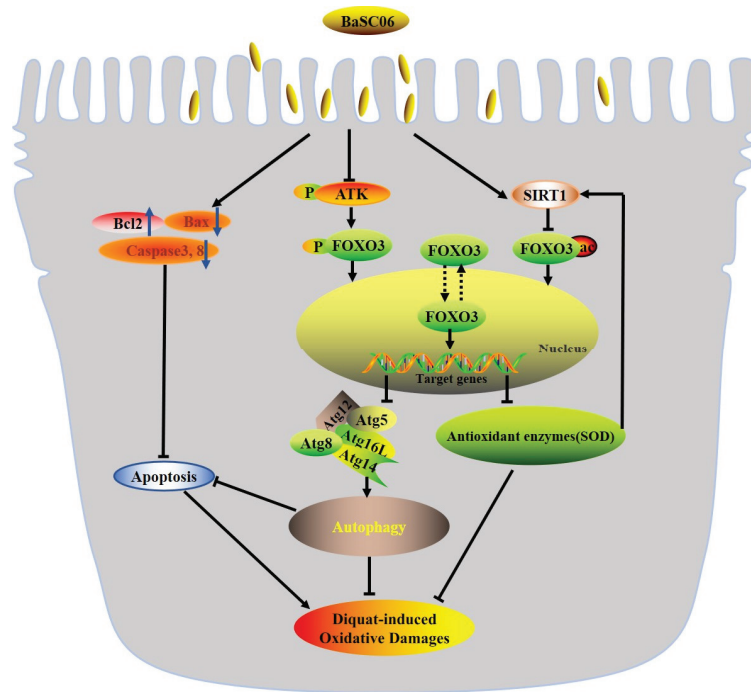 BaSC06
P ATK
SIRT1
Bcl2 Bax
Caspase3, 8
P FOXO3
FOXO3
FOXO3 ac
FOXO3
Nucleus
Target genes
Atg12
Atg5
Atg8
Atg16L
Atg14
Antioxidant enzymes(SOD)
Apoptosis
Autophagy
Diquat-induced
Oxidative Damages